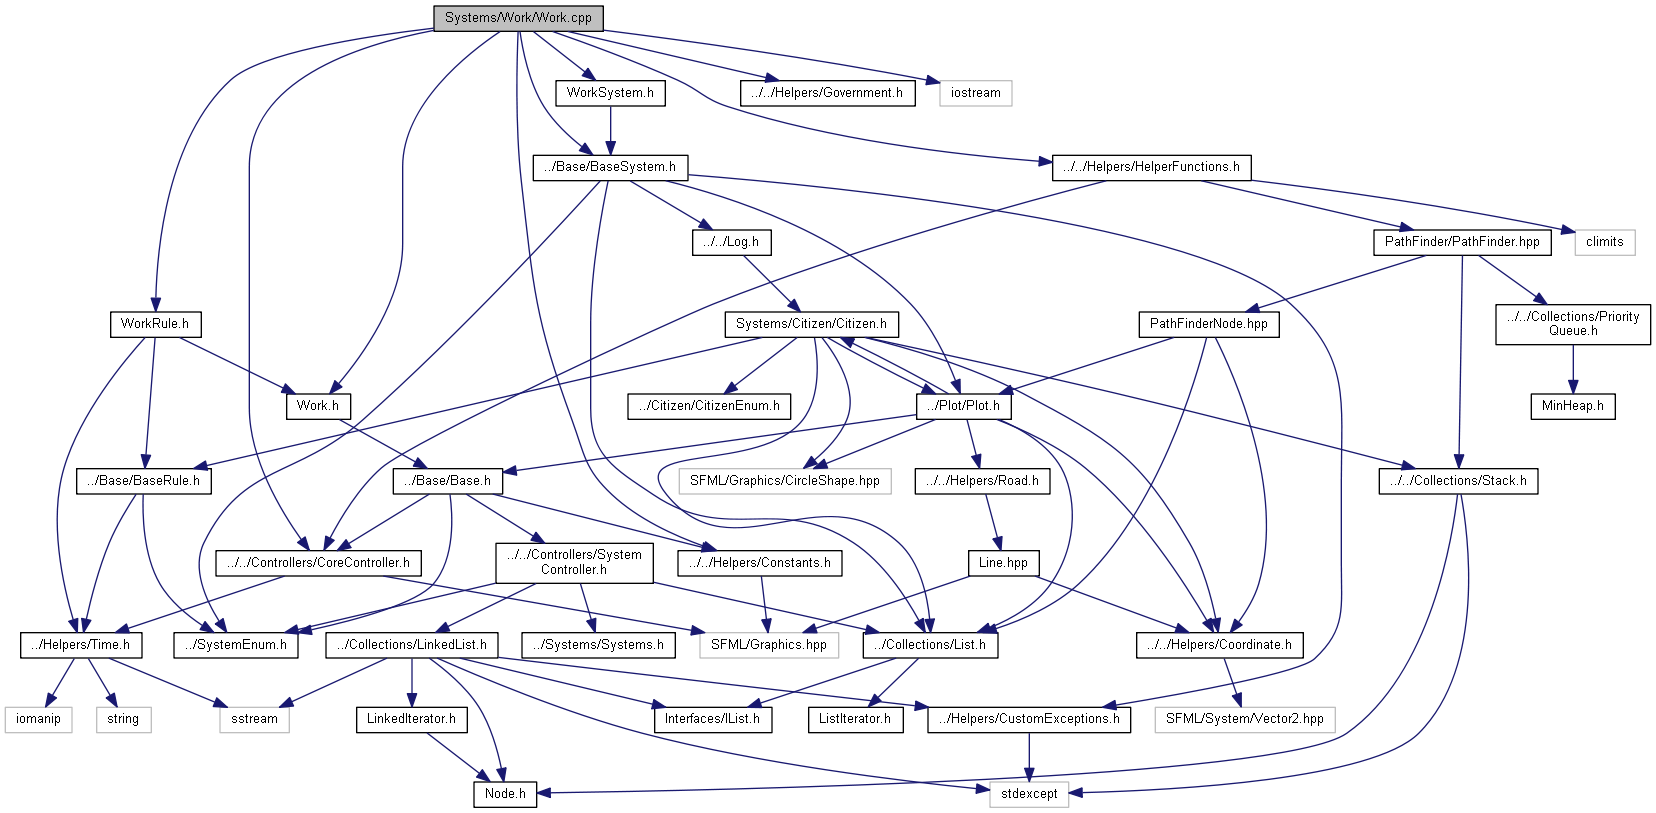 Systems/Work/Work.cpp
WorkSystem.h
../../Helpers/Government.h
iostream
../Base/BaseSystem.h
../../Helpers/HelperFunctions.h
../../Log.h
PathFinder/PathFinder.hpp
climits
WorkRule.h
Systems/Citizen/Citizen.h
PathFinderNode.hpp
../../Collections/Priority
Queue.h
Work.h
../Citizen/CitizenEnum.h
../Plot/Plot.h
MinHeap.h
../Base/BaseRule.h
../Base/Base.h
SFML/Graphics/CircleShape.hpp
../../Helpers/Road.h
../../Collections/Stack.h
../../Controllers/CoreController.h
../../Controllers/System
Controller.h
../../Helpers/Constants.h
Line.hpp
../Helpers/Time.h
../SystemEnum.h
../Collections/LinkedList.h
../Systems/Systems.h
SFML/Graphics.hpp
../Collections/List.h
../../Helpers/Coordinate.h
iomanip
string
sstream
LinkedIterator.h
Interfaces/IList.h
ListIterator.h
../Helpers/CustomExceptions.h
SFML/System/Vector2.hpp
Node.h
stdexcept